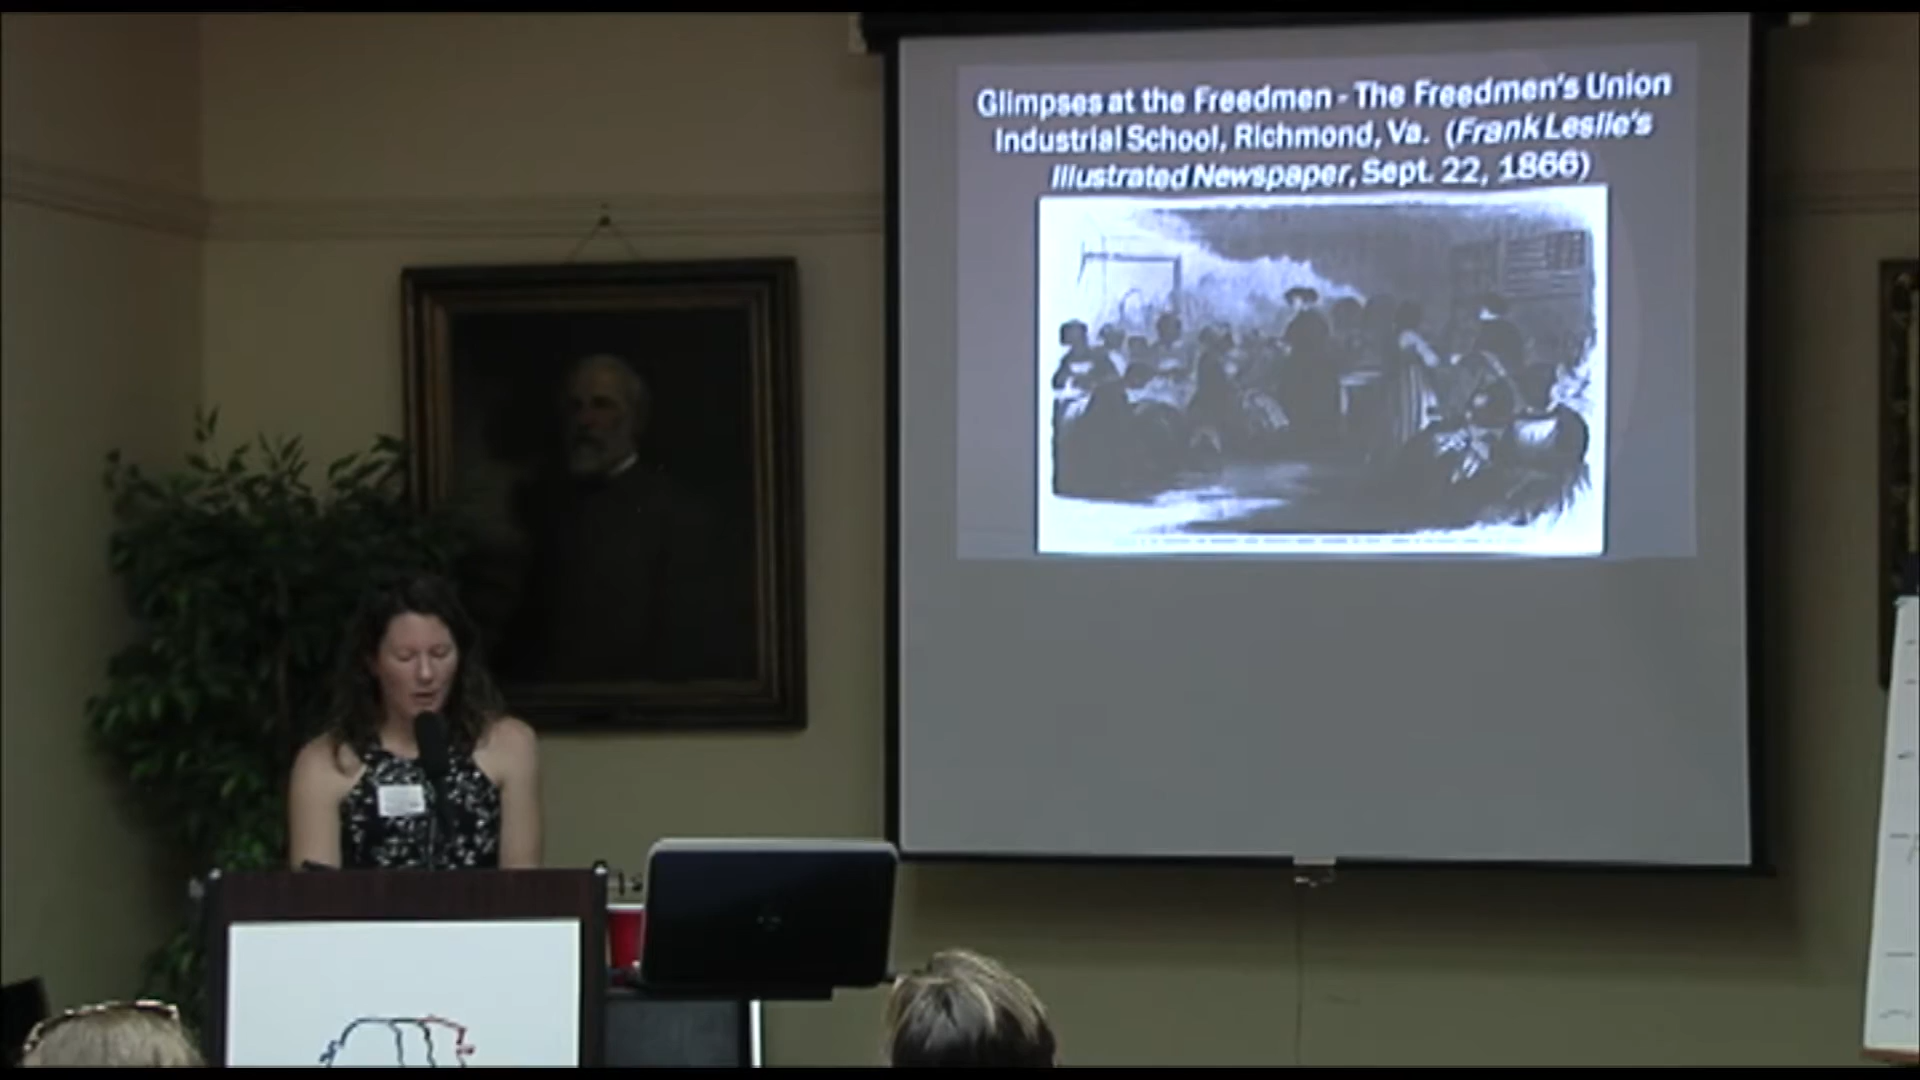 Glimpses at the Freedmen - The Freedmen's Union
Industrial School, Richmond, Va. (Frank Leslie's
Illustrated Newspaper, Sept. 22, 1866)